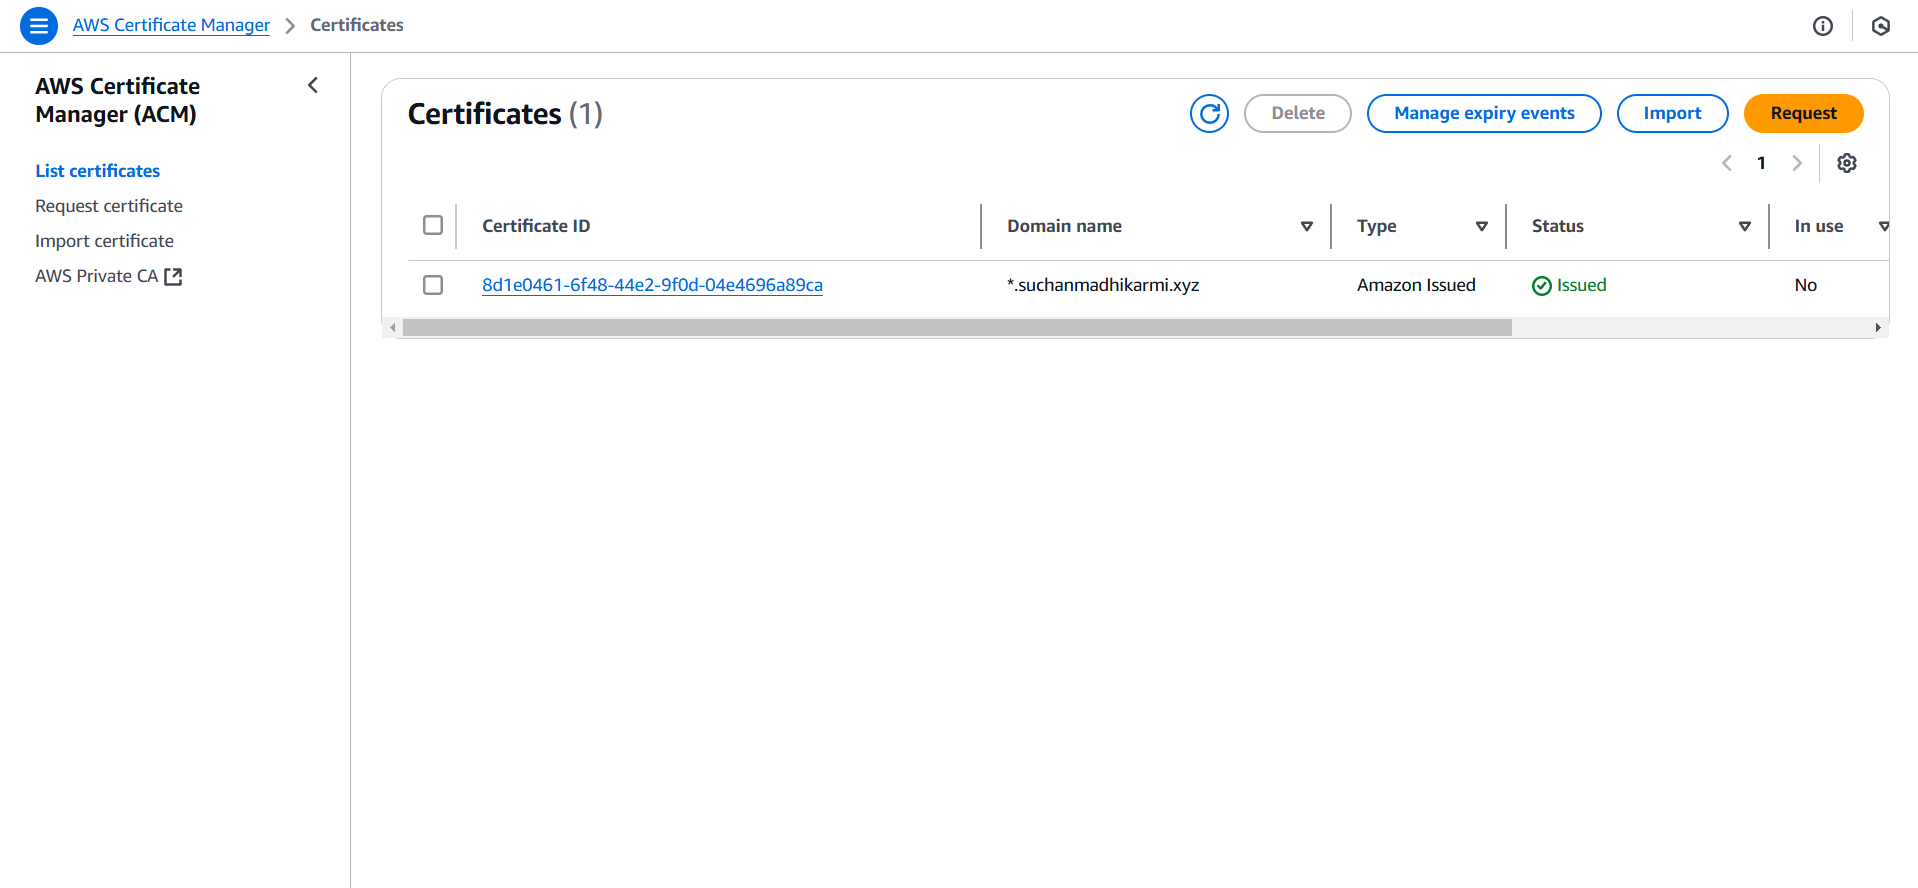 AWS Certificate Manager
Certificates
AWS Certificate
Manager (ACM)
List certificates
Request certificate
Import certificate
AWS Private CA
Certificates (1)
Delete
Manage expiry events
Import
Request
1
Certificate ID Domain name Type Status In use
8d1e0461-6f48-44e2-9f0d-04e4696a89ca *.suchanmadhikarmi.xyz Amazon Issued Issued No